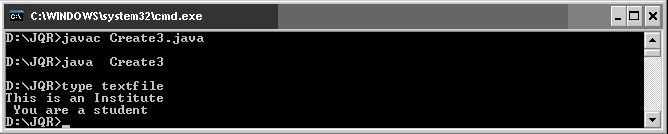 C:\WINDOWS\system32\cmd.exe
D:\JQR>javac Create3.java
D:\JQR>java  Create3
D:\JQR>type textfile
This is an Institute
 You are a student
D:\JQR>_